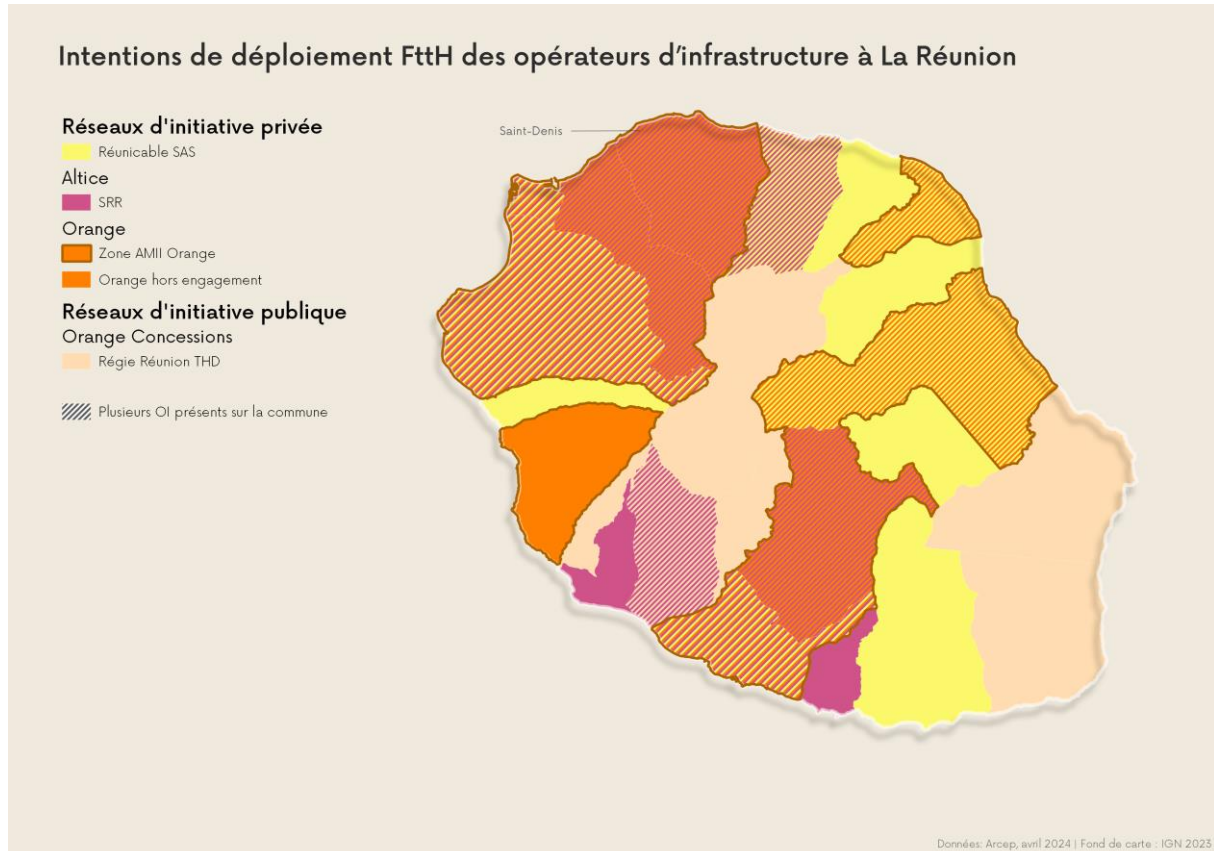 Intentions de déploiement FttH des opérateurs d’infrastructure à La Réunion
Réseaux d'initiative privée
Réunicable SAS
Altice
SRR
Orange
Zone AMII Orange
Orange hors engagement
Réseaux d'initiative publique
Orange Concessions
Régie Réunion THD
Plusieurs OI présents sur la commune
Saint-Denis
Données: Arcep, avril 2024 | Fond de carte : IGN 2023